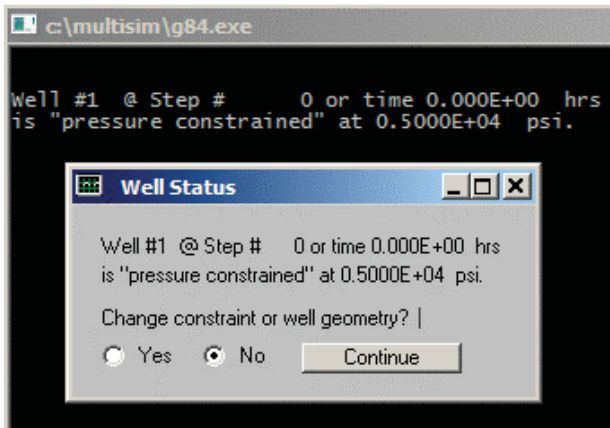 c:\multisim\g84.exe
Well #1 @ Step # 0 or time 0.000E+00 hrs
is "pressure constrained" at 0.5000E+04 psi.
Well Status
Well #1 @ Step # 0 or time 0.000E+00 hrs
is "pressure constrained" at 0.5000E+04 psi.
Change constraint or well geometry?
Yes No Continue